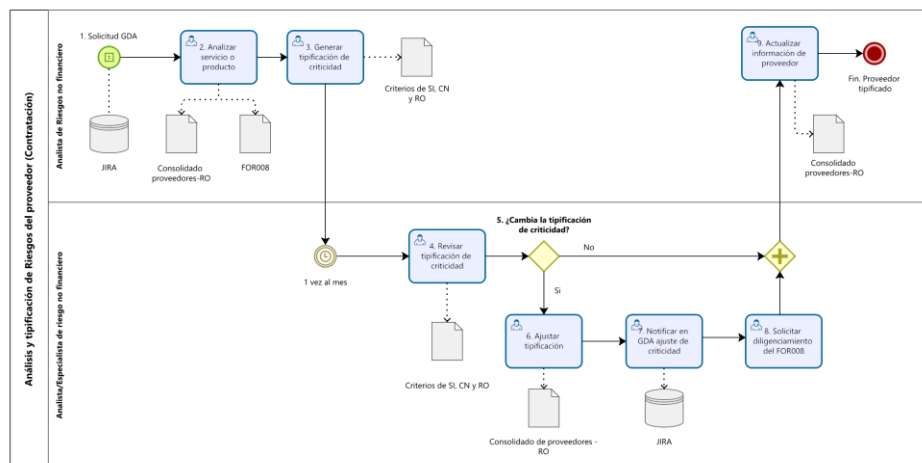 Análisis y tipificación de Riesgos del proveedor (Contratación)
Analista de Riesgos no financiero
1. Solicitud GDA
JIRA
2. Analizar
servicio o
producto
Consolidado
proveedores-RO
FOR008
3. Generar
tipificación de
criticidad
Criterios de SI, CN
y RO
9. Actualizar
información de
proveedor
Consolidado
proveedores-RO
Fin. Proveedor
tipificado
Analista/Especialista de riesgo no financiero
1 vez al mes
4. Revisar
tipificación de
criticidad
Criterios de SI, CN y RO
5. ¿Cambia la tipificación
de criticidad?
No
Si
6. Ajustar
tipificación
Consolidado de proveedores -
RO
7. Notificar en
GDA ajuste de
criticidad
JIRA
8. Solicitar
diligenciamiento
del FOR008